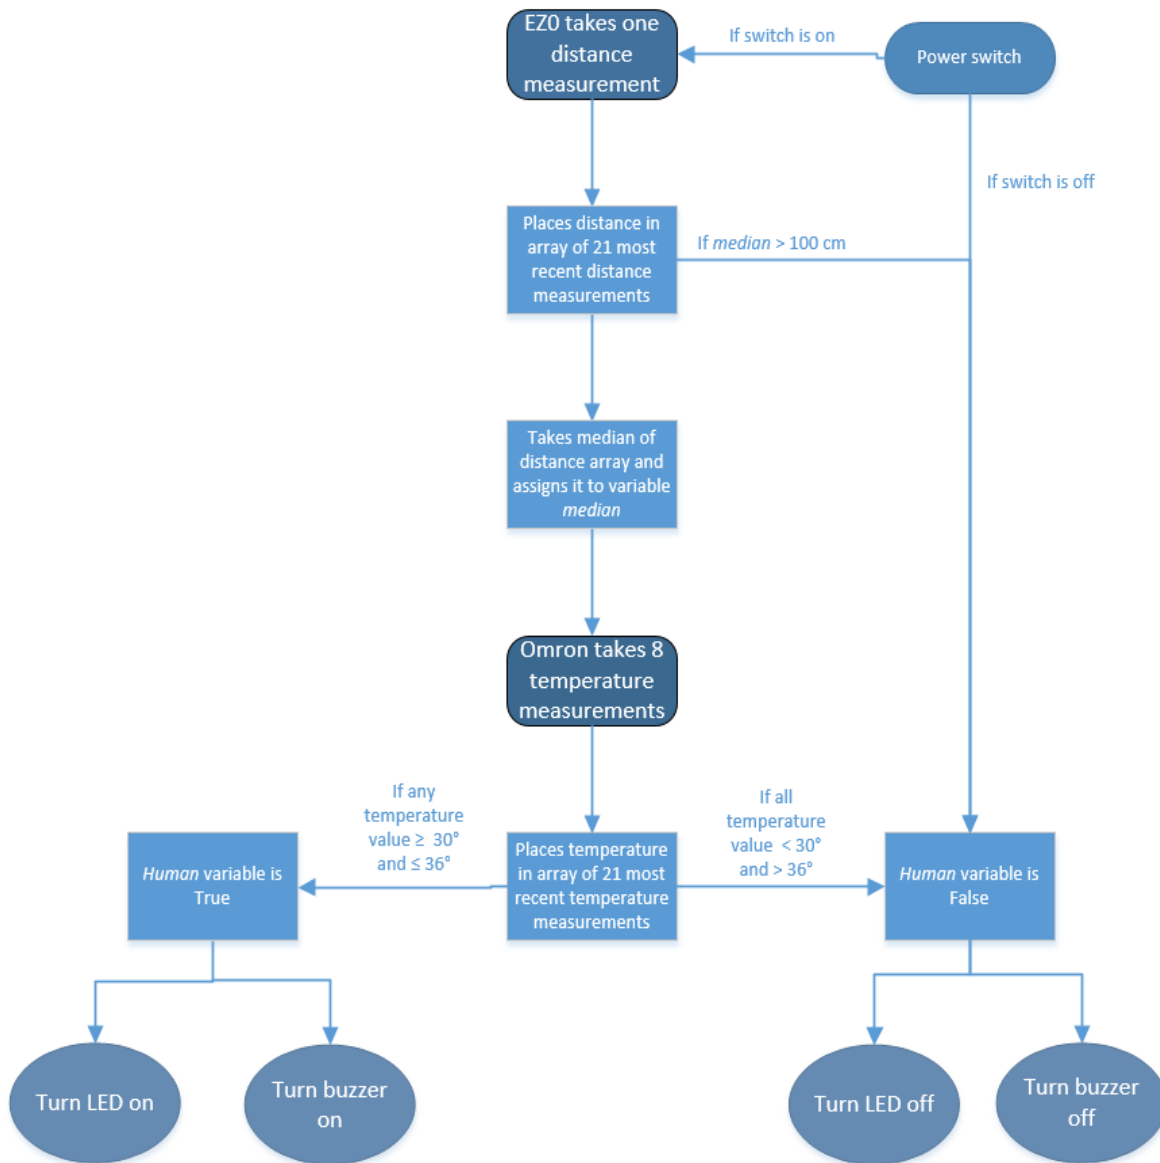 EZ0 takes one
distance
measurement
If switch is on
Power switch
If switch is off
Places distance in
array of 21 most
recent distance
measurements
If median > 100 cm
Takes median of
distance array and
assigns it to variable
median
Omron takes 8
temperature
measurements
If any
temperature
value ≥ 30°
and ≤ 36°
If all
temperature
value < 30°
and > 36°
Human variable is
True
Places temperature
in array of 21 most
recent temperature
measurements
Human variable is
False
Turn LED on
Turn buzzer
on
Turn LED off
Turn buzzer
off